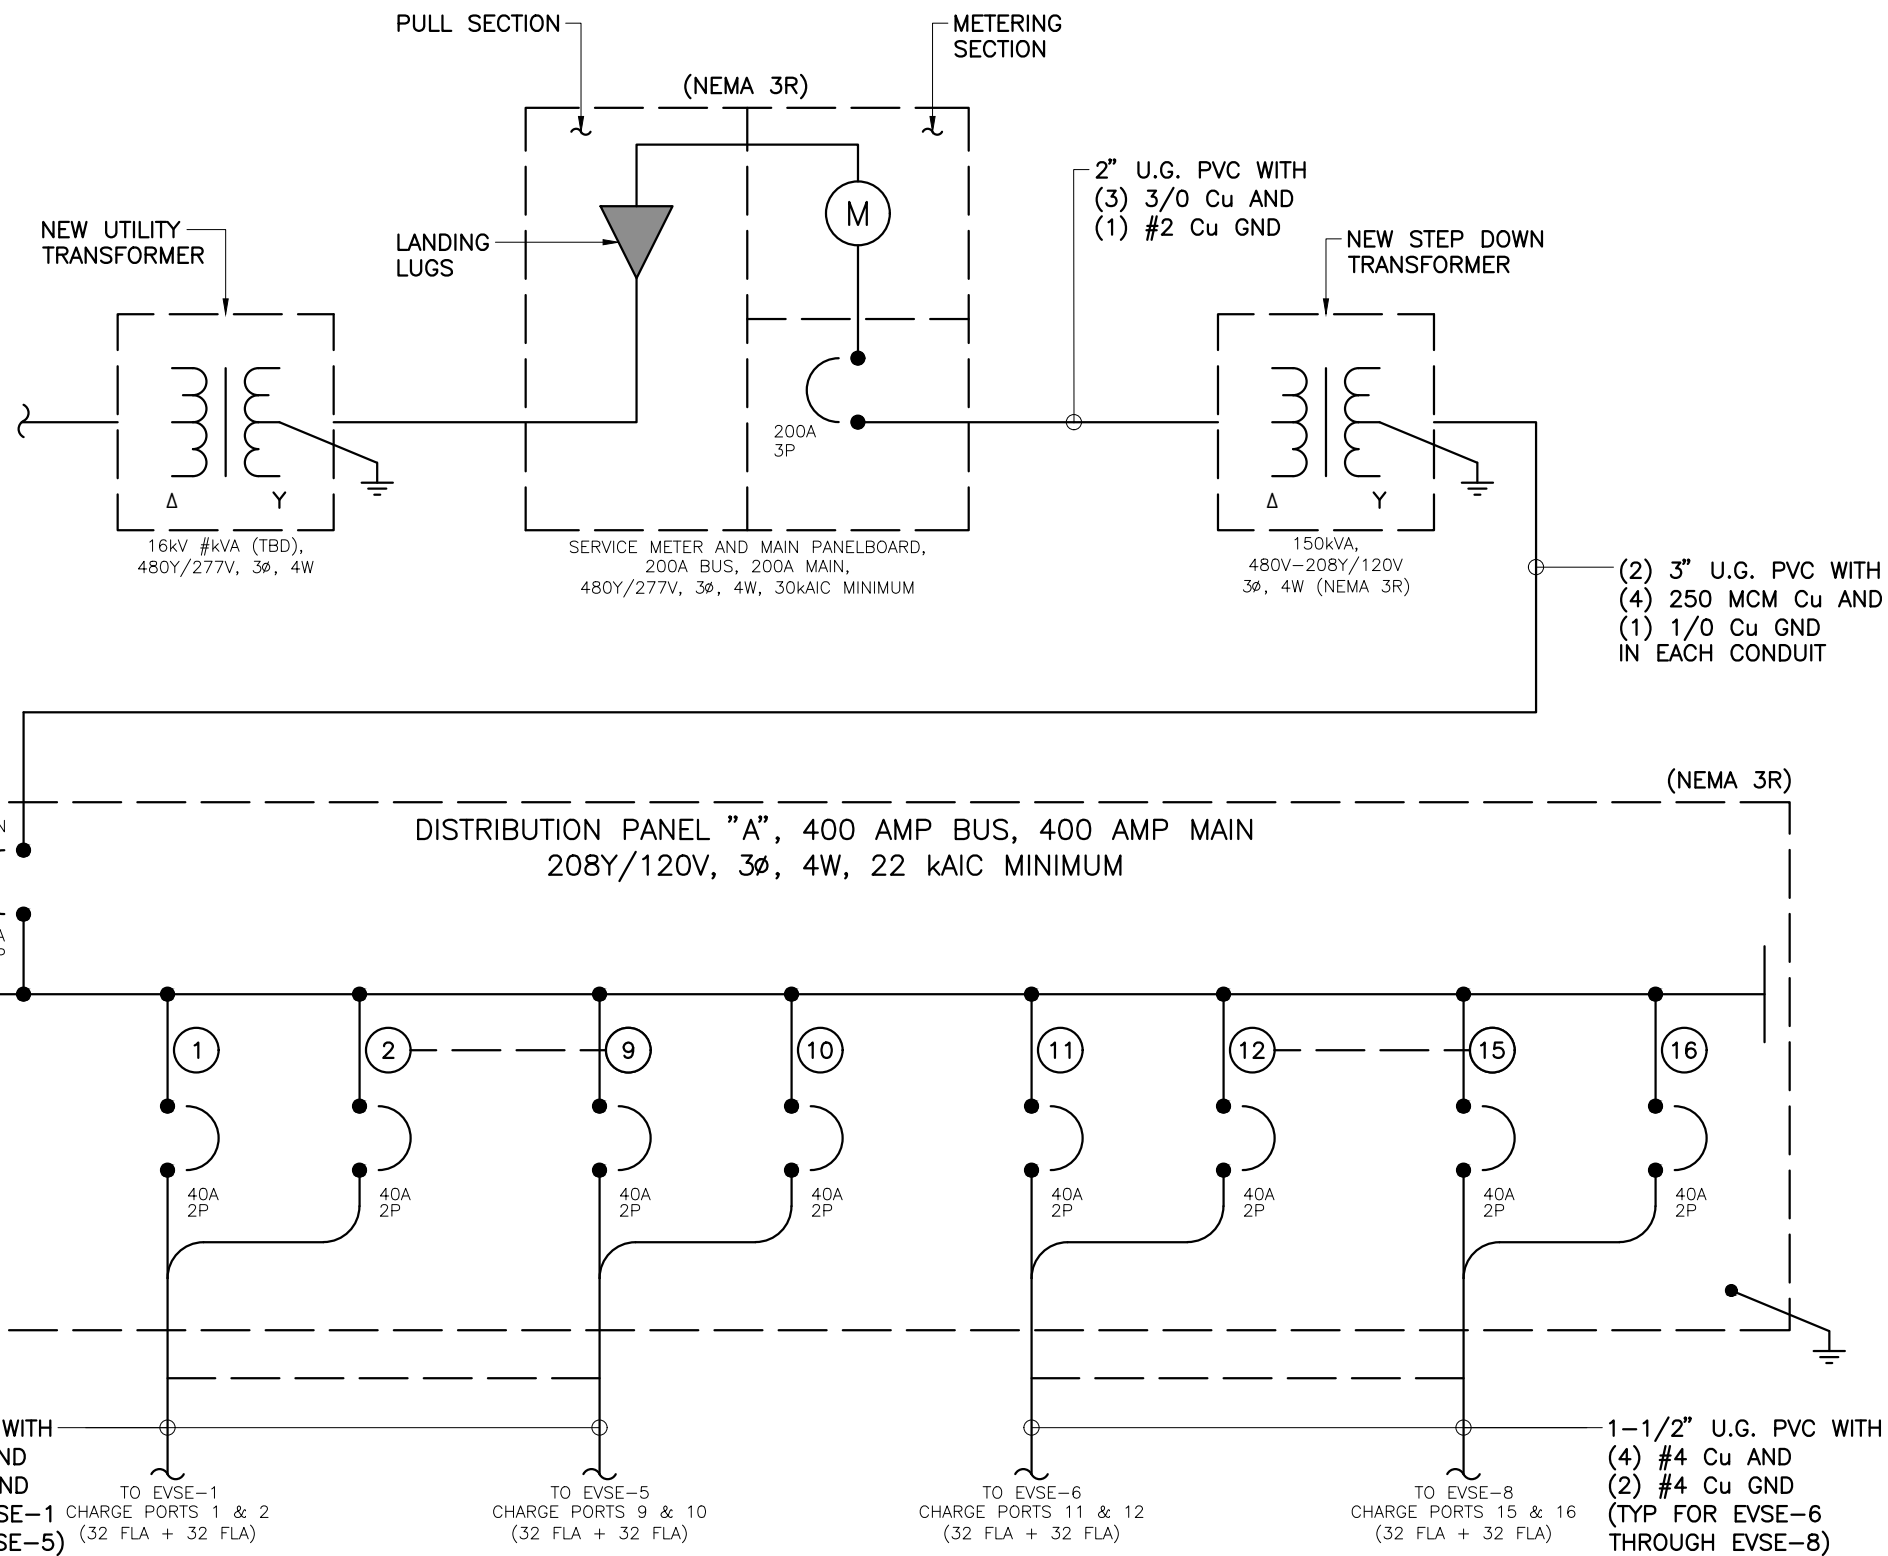 PULL SECTION
METERING
SECTION
(NEMA 3R)
2" U.G. PVC WITH
(3) 3/0 Cu AND
(1) #2 Cu GND
NEW UTILITY
TRANSFORMER
LANDING
LUGS
M
NEW STEP DOWN
TRANSFORMER
200A
3P
Δ Y
Δ Y
16kV #kVA (TBD),
480Y/277V, 3ø, 4W
SERVICE METER AND MAIN PANELBOARD,
200A BUS, 200A MAIN,
480Y/277V, 3ø, 4W, 30kAIC MINIMUM
150kVA,
480V-208Y/120V
3ø, 4W (NEMA 3R)
(2) 3" U.G. PVC WITH
(4) 250 MCM Cu AND
(1) 1/0 Cu GND
IN EACH CONDUIT
(NEMA 3R)
DISTRIBUTION PANEL "A", 400 AMP BUS, 400 AMP MAIN
208Y/120V, 3ø, 4W, 22 kAIC MINIMUM
N
A
P
1 2 9 10 11 12 15 16
40A
2P
40A
2P
40A
2P
40A
2P
40A
2P
40A
2P
40A
2P
40A
2P
WITH
ND
ND
SE-1
SE-5)
TO EVSE-1
CHARGE PORTS 1 & 2
(32 FLA + 32 FLA)
TO EVSE-5
CHARGE PORTS 9 & 10
(32 FLA + 32 FLA)
TO EVSE-6
CHARGE PORTS 11 & 12
(32 FLA + 32 FLA)
TO EVSE-8
CHARGE PORTS 15 & 16
(32 FLA + 32 FLA)
1-1/2" U.G. PVC WITH
(4) #4 Cu AND
(2) #4 Cu GND
(TYP FOR EVSE-6
THROUGH EVSE-8)